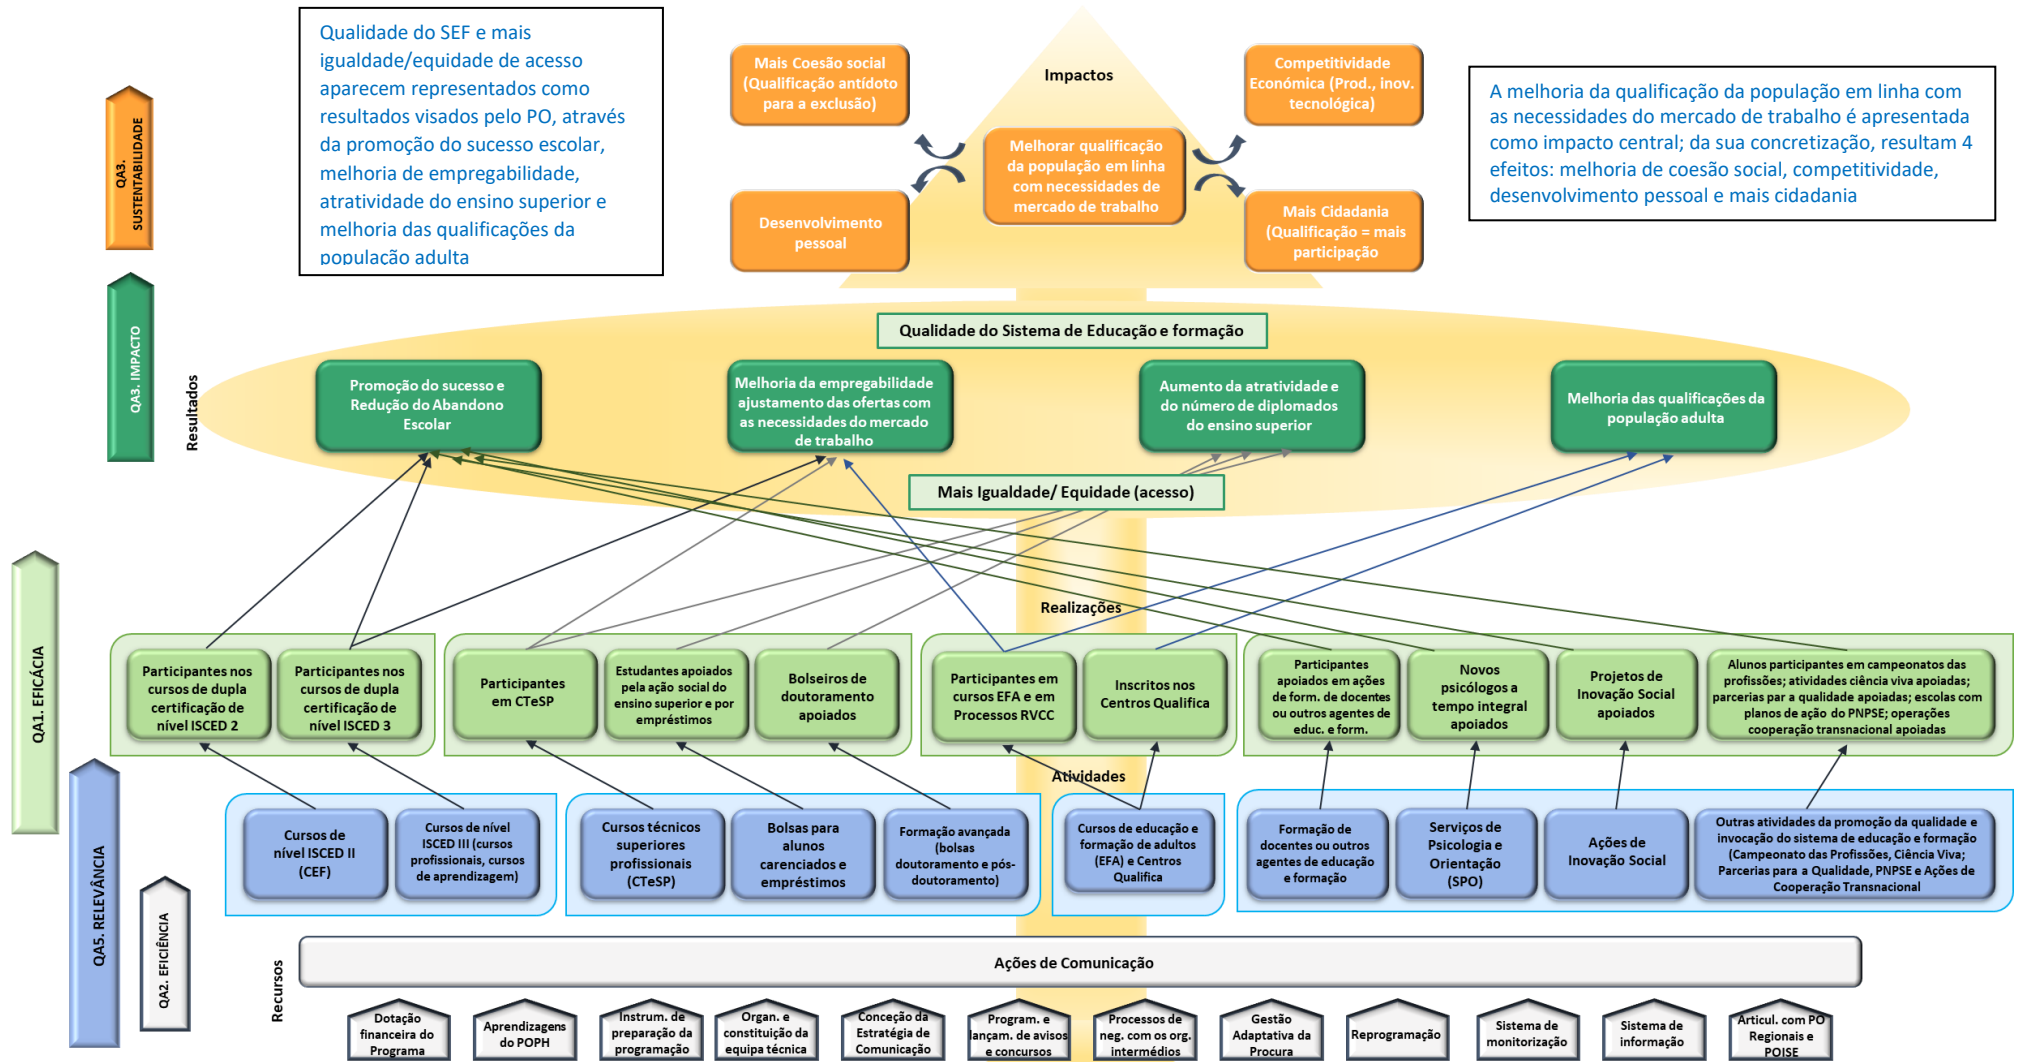 Qualidade do SEF e mais
igualdade/equidade de acesso
aparecem representados como
resultados visados pelo PO, através
da promoção do sucesso escolar,
melhoria de empregabilidade,
atratividade do ensino superior e
melhoria das qualificações da
população adulta
Mais Coesão social
(Qualificação antídoto
para a exclusão)
Impactos
Competitividade
Económica (Prod., inov.
tecnológica)
Melhorar qualificação
da população em linha
com necessidades de
mercado de trabalho
Desenvolvimento
pessoal
Mais Cidadania
(Qualificação = mais
participação
A melhoria da qualificação da população em linha com
as necessidades do mercado de trabalho é apresentada
como impacto central; da sua concretização, resultam 4
efeitos: melhoria de coesão social, competitividade,
desenvolvimento pessoal e mais cidadania
QA3.
SUSTENTABILIDADE
QA3. IMPACTO
Resultados
Qualidade do Sistema de Educação e formação
Promoção do sucesso e
Redução do Abandono
Escolar
Melhoria da empregabilidade
ajustamento das ofertas com
as necessidades do mercado
de trabalho
Aumento da atratividade e
do número de diplomados
do ensino superior
Melhoria das qualificações da
população adulta
Mais Igualdade/ Equidade (acesso)
QA1. EFICÁCIA
Realizações
Participantes nos
cursos de dupla
certificação de
nível ISCED 2
Participantes nos
cursos de dupla
certificação de
nível ISCED 3
Participantes
em CTeSP
Estudantes apoiados
pela ação social do
ensino superior e por
empréstimos
Bolseiros de
doutoramento
apoiados
Participantes em
cursos EFA e em
Processos RVCC
Inscritos nos
Centros Qualifica
Participantes
apoiados em ações
de form. de docentes
ou outros agentes de
educ. e form.
Novos
psicólogos a
tempo integral
apoiados
Projetos de
Inovação Social
apoiados
Alunos participantes em campeonatos das
profissões; atividades ciência viva apoiadas;
parcerias par a qualidade apoiadas; escolas com
planos de ação do PNPSE; operações
cooperação transnacional apoiadas
QA5. RELEVÂNCIA
Atividades
Cursos de
nível ISCED II
(CEF)
Cursos de nível
ISCED III (cursos
profissionais, cursos
de aprendizagem)
Cursos técnicos
superiores
profissionais
(CTeSP)
Bolsas para
alunos
carenciados e
empréstimos
Formação avançada
(bolsas
doutoramento e pós-
doutoramento)
Cursos de educação e
formação de adultos
(EFA) e Centros
Qualifica
Formação de
docentes ou outros
agentes de educação
e formação
Serviços de
Psicologia e
Orientação
(SPO)
Ações de
Inovação Social
Outras atividades da promoção da qualidade e
invocação do sistema de educação e formação
(Campeonato das Profissões, Ciência Viva;
Parcerias para a Qualidade, PNPSE e Ações de
Cooperação Transnacional
QA2. EFICIÊNCIA
Recursos
Ações de Comunicação
Dotação
financeira do
Programa
Aprendizagens
do POPH
Instrum. de
preparação da
programação
Organ. e
constituição da
equipa técnica
Conceção da
Estratégia de
Comunicação
Program. e
lançam. de avisos
e concursos
Processos de
neg. com os org.
intermédios
Gestão
Adaptativa da
Procura
Reprogramação
Sistema de
monitorização
Sistema de
informação
Articul. com PO
Regionais e
POISE